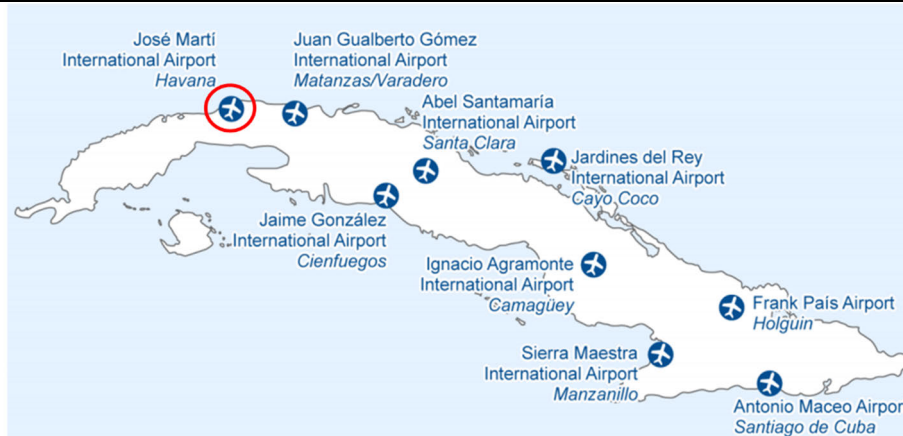 José Martí
International Airport
Havana
Juan Gualberto Gómez
International Airport
Matanzas/Varadero
Abel Santamaría
International Airport
Santa Clara
Jardines del Rey
International Airport
Cayo Coco
Jaime González
International Airport
Cienfuegos
Ignacio Agramonte
International Airport
Camagüey
Frank País Airport
Holguin
Sierra Maestra
International Airport
Manzanillo
Antonio Maceo Airpor
Santiago de Cuba